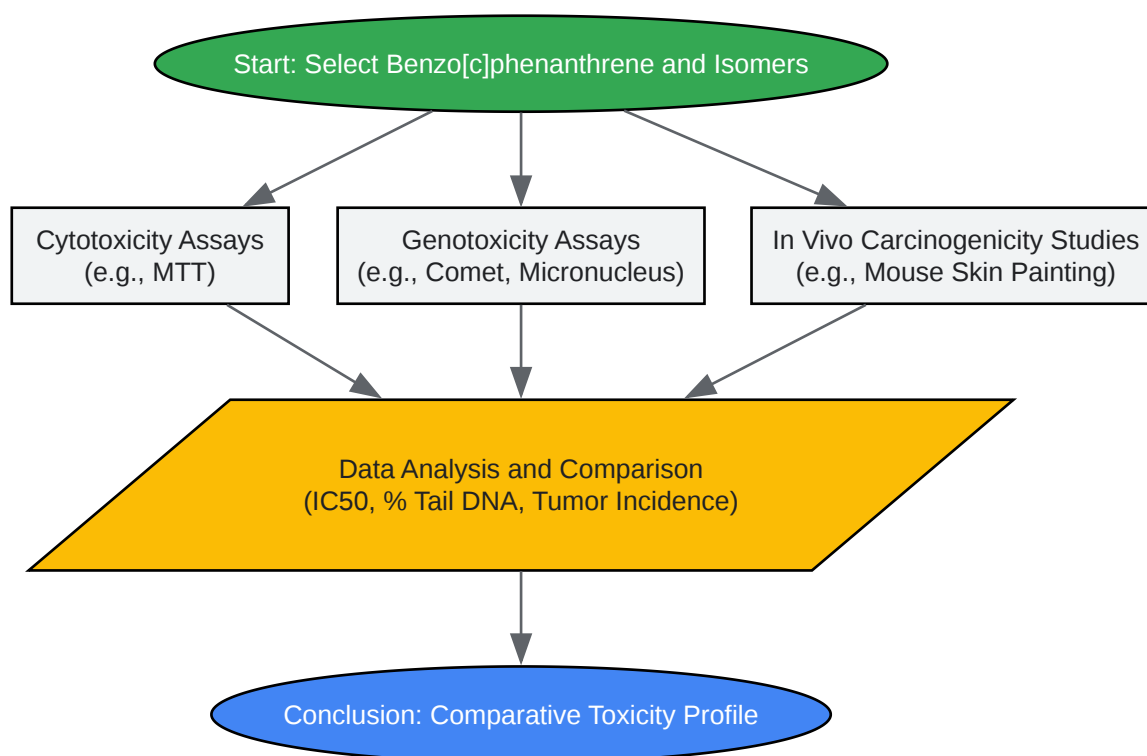 Start: Select Benzo[c]phenanthrene and Isomers
Cytotoxicity Assays
(e.g., MTT)
Genotoxicity Assays
(e.g., Comet, Micronucleus)
In Vivo Carcinogenicity Studies
(e.g., Mouse Skin Painting)
Data Analysis and Comparison
(IC50, % Tail DNA, Tumor Incidence)
Conclusion: Comparative Toxicity Profile